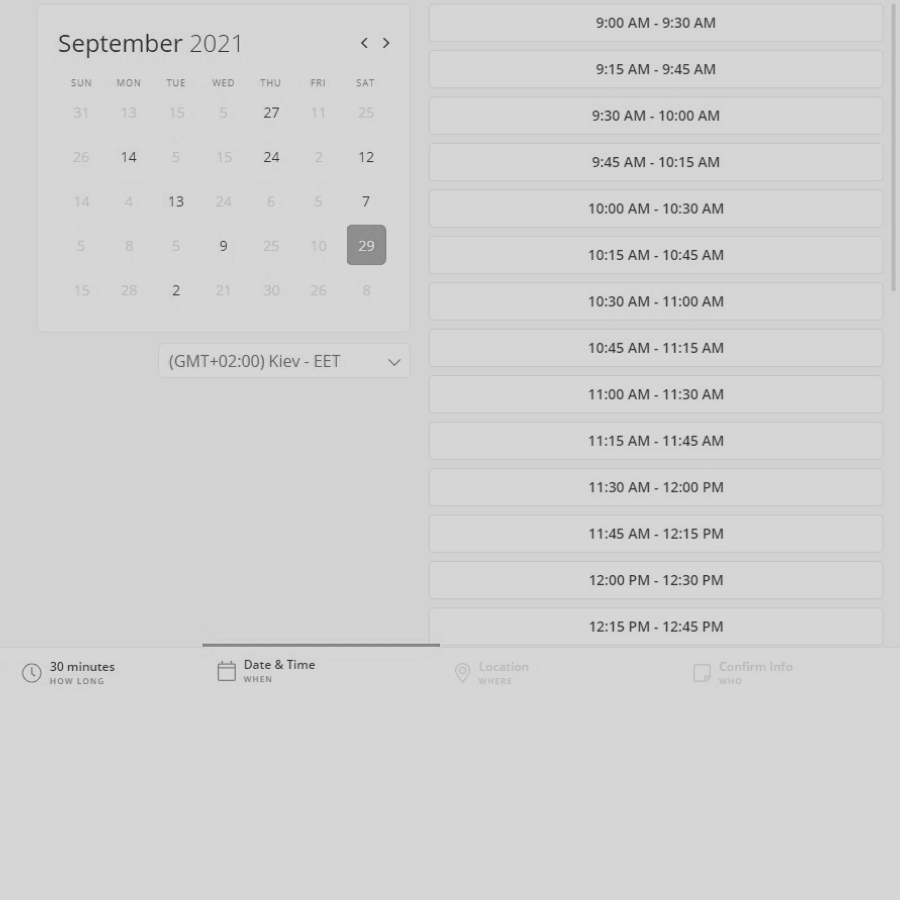 September 2021
SUN MON TUE WED THU FRI SAT
31 13 15 5 27 11 25
26 14 5 15 24 2 12
14 4 13 24 6 5 7
5 8 5 9 25 10 29
15 28 2 21 30 26 8
(GMT+02:00) Kiev - EET
9:00 AM - 9:30 AM
9:15 AM - 9:45 AM
9:30 AM - 10:00 AM
9:45 AM - 10:15 AM
10:00 AM - 10:30 AM
10:15 AM - 10:45 AM
10:30 AM - 11:00 AM
10:45 AM - 11:15 AM
11:00 AM - 11:30 AM
11:15 AM - 11:45 AM
11:30 AM - 12:00 PM
11:45 AM - 12:15 PM
12:00 PM - 12:30 PM
12:15 PM - 12:45 PM
30 minutes
HOW LONG
Date & Time
WHEN
Location
WHERE
Confirm Info
WHO